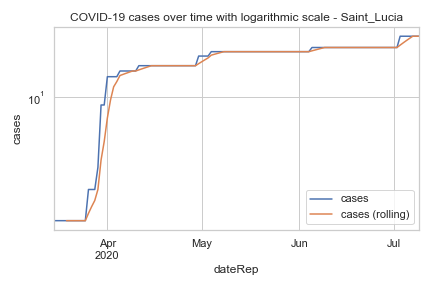 COVID-19 cases over time with logarithmic scale - Saint_Lucia
10¹
cases
cases
cases (rolling)
Apr May Jun Jul
2020
dateRep